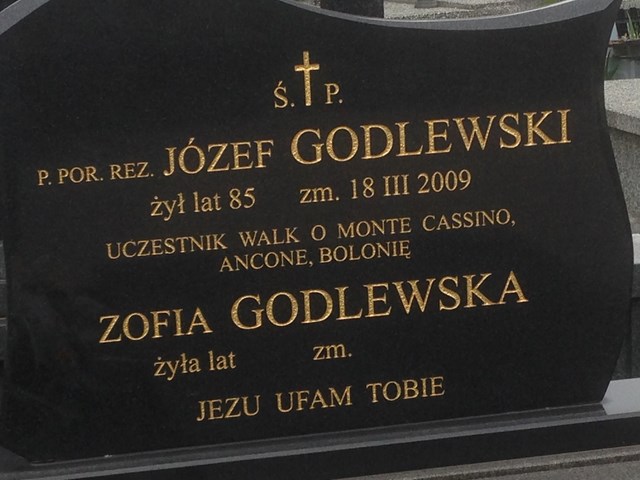 Ś. P.
P. POR. REZ. JÓZEF GODLEWSKI
żył lat 85 zm. 18 III 2009
UCZESTNIK WALK O MONTE CASSINO,
ANCONE, BOLONIĘ
ZOFIA GODLEWSKA
żyła lat zm.
JEZU UFAM TOBIE